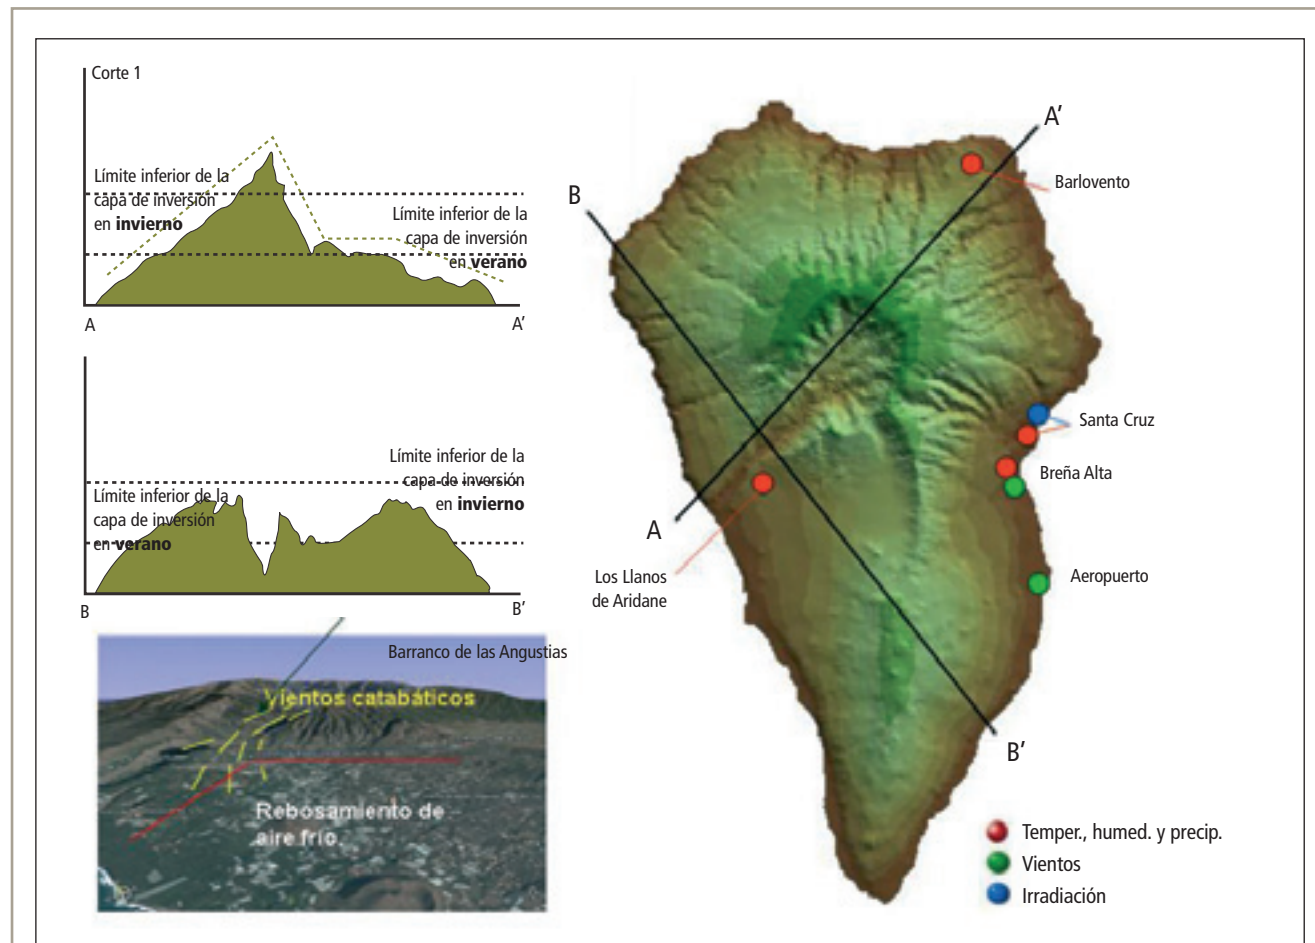 Corte 1
Límite inferior de la
capa de inversión
en invierno
Límite inferior de la
capa de inversión
en verano
A
A'
Límite inferior de la
capa de inversión
en invierno
Límite inferior de la
capa de inversión
en verano
B
B'
Barranco de las Angustias
Vientos catabáticos
Rebosamiento de
aire frío.
A'
Barlovento
B
Santa Cruz
Breña Alta
A
Los Llanos
de Aridane
Aeropuerto
B'
Temper., humed. y precip.
Vientos
Irradiación